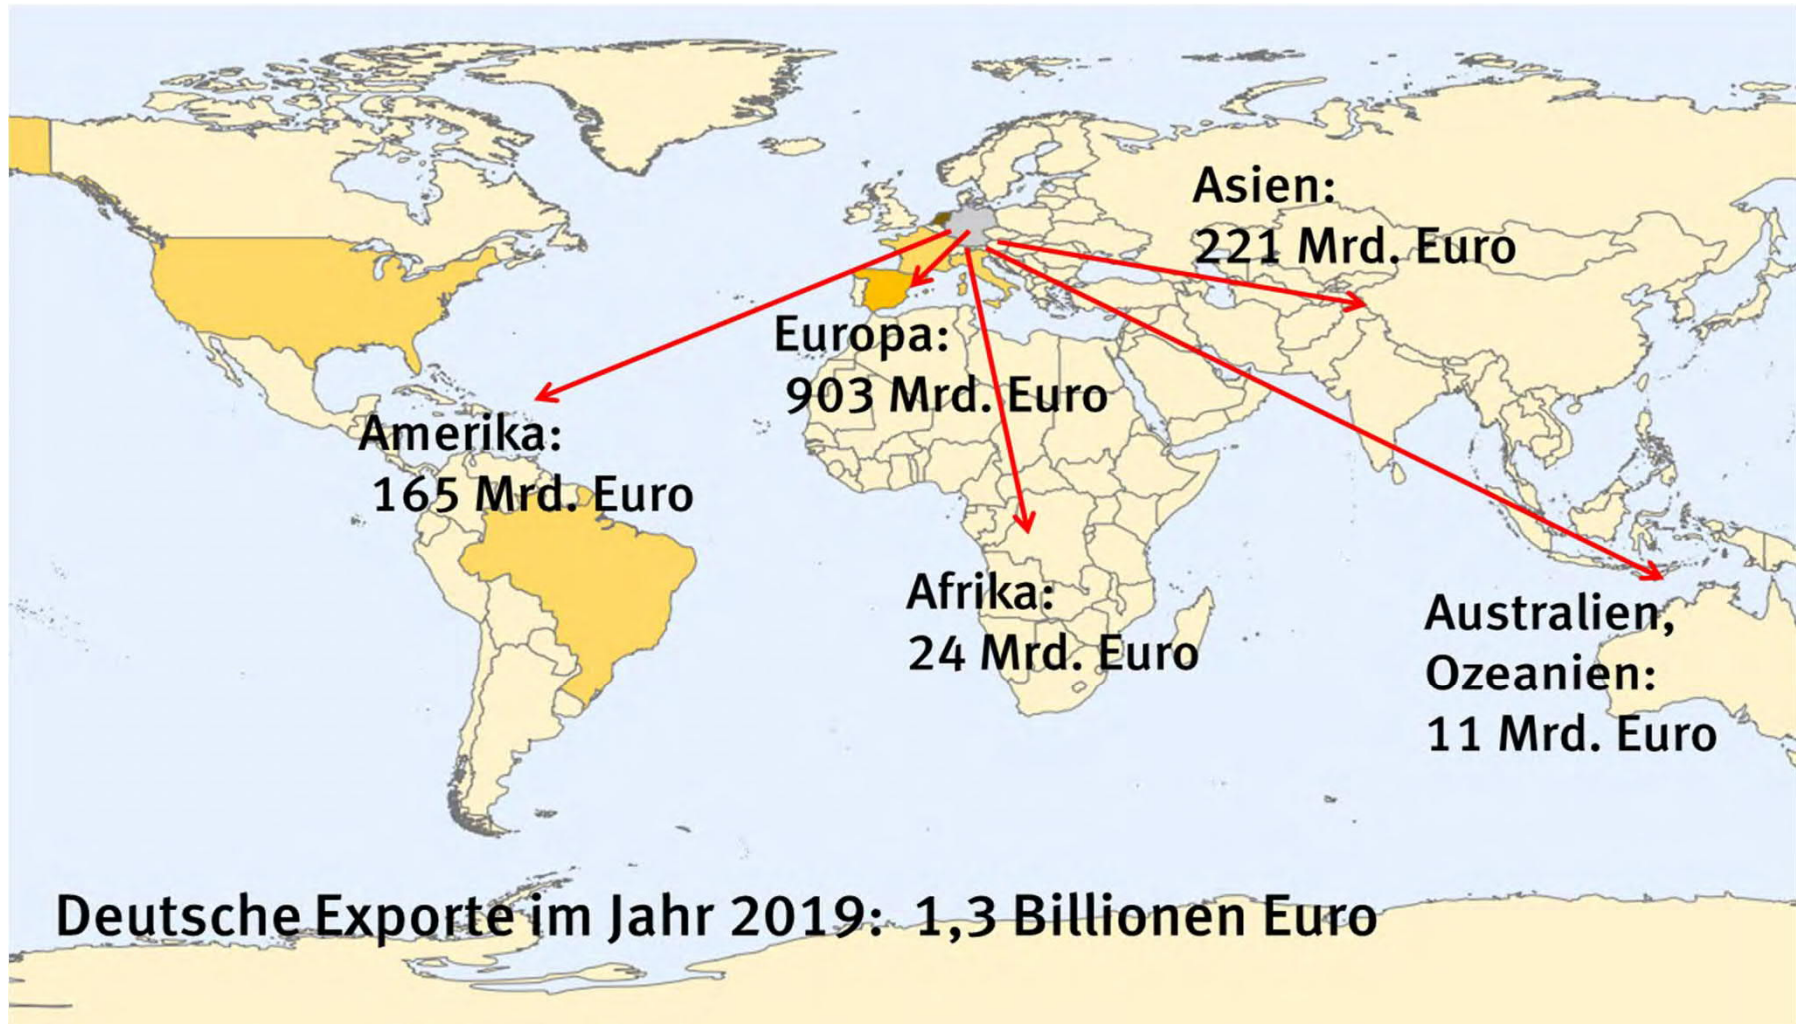 Asien:
221 Mrd. Euro
Europa:
903 Mrd. Euro
Amerika:
165 Mrd. Euro
Afrika:
24 Mrd. Euro
Australien,
Ozeanien:
11 Mrd. Euro
Deutsche Exporte im Jahr 2019: 1,3 Billionen Euro